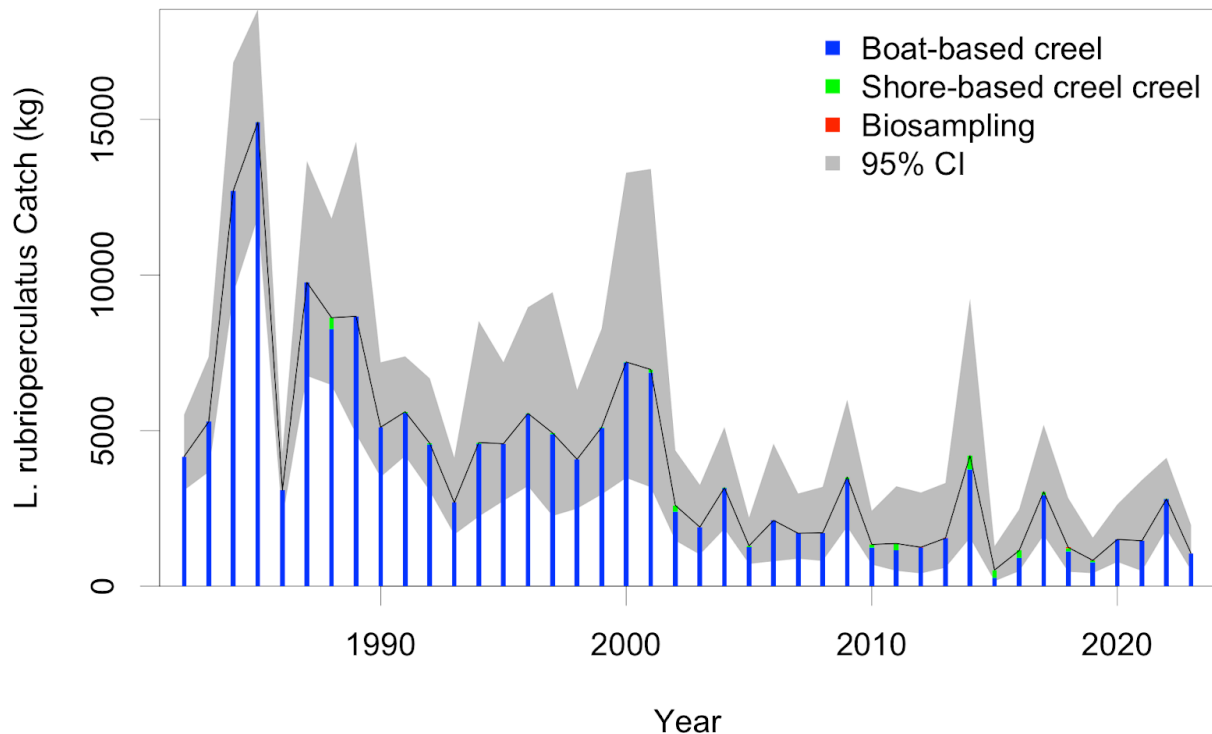 L. rubrioperculatus Catch (kg)
15000
10000
5000
0
Boat-based creel
Shore-based creel creel
Biosampling
95% CI
1990
2000
2010
2020
Year